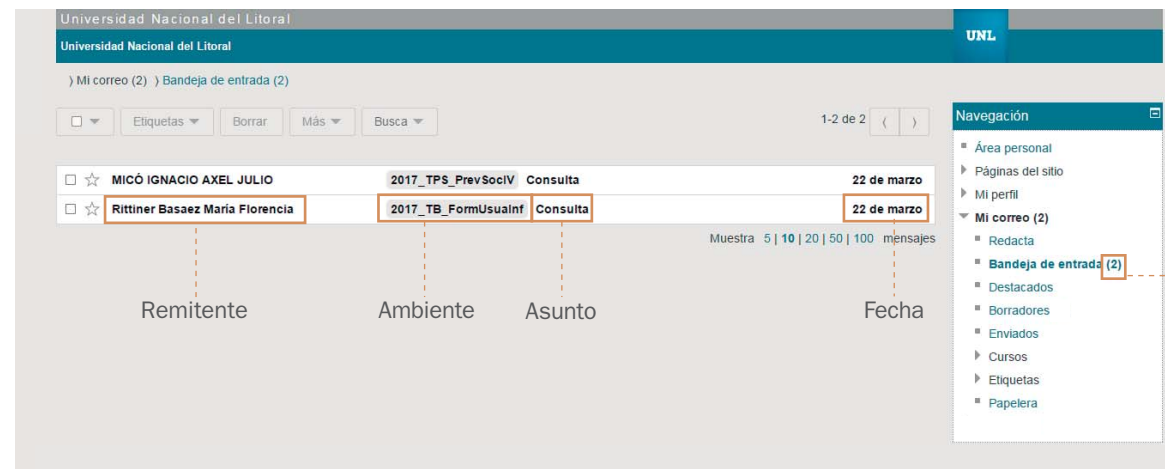 Universidad Nacional del Litoral
Universidad Nacional del Litoral
UNL
Mi correo (2) Bandeja de entrada (2)
Etiquetas Borrar Más Busca 1-2 de 2
MICÓ IGNACIO AXEL JULIO 2017_TPS_PrevSocIV Consulta 22 de marzo
Rittiner Basaez María Florencia 2017_TB_FormUsuaInf Consulta 22 de marzo
Muestra 5 | 10 | 20 | 50 | 100 mensajes
Remitente Ambiente Asunto Fecha
Navegación
Área personal
Páginas del sitio
Mi perfil
Mi correo (2)
Redacta
Bandeja de entrada (2)
Destacados
Borradores
Enviados
Cursos
Etiquetas
Papelera